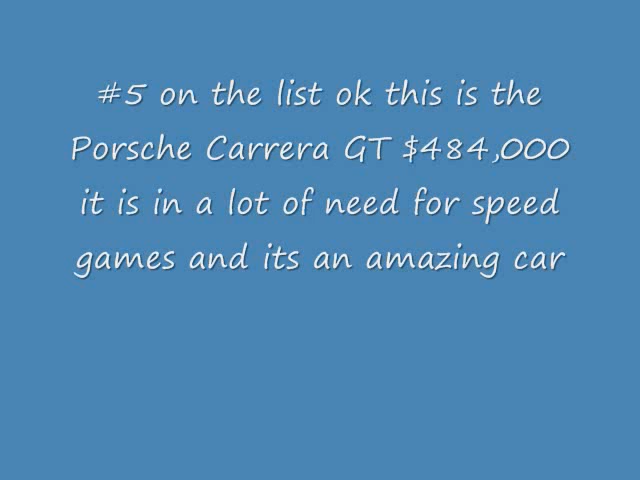 #5 on the list ok this is the
Porsche Carrera GT $484,000
it is in a lot of need for speed
games and its an amazing car